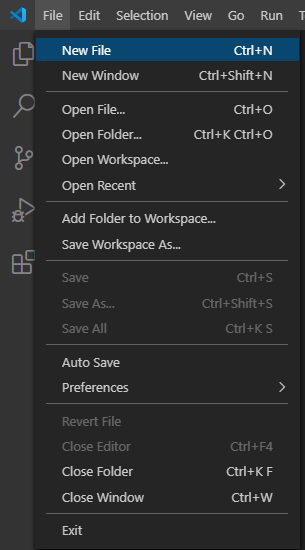 File Edit Selection View Go Run T
New File Ctrl+N
New Window Ctrl+Shift+N
Open File... Ctrl+O
Open Folder... Ctrl+K Ctrl+O
Open Workspace...
Open Recent
Add Folder to Workspace...
Save Workspace As...
Save Ctrl+S
Save As... Ctrl+Shift+S
Save All Ctrl+K S
Auto Save
Preferences
Revert File
Close Editor Ctrl+F4
Close Folder Ctrl+K F
Close Window Ctrl+W
Exit